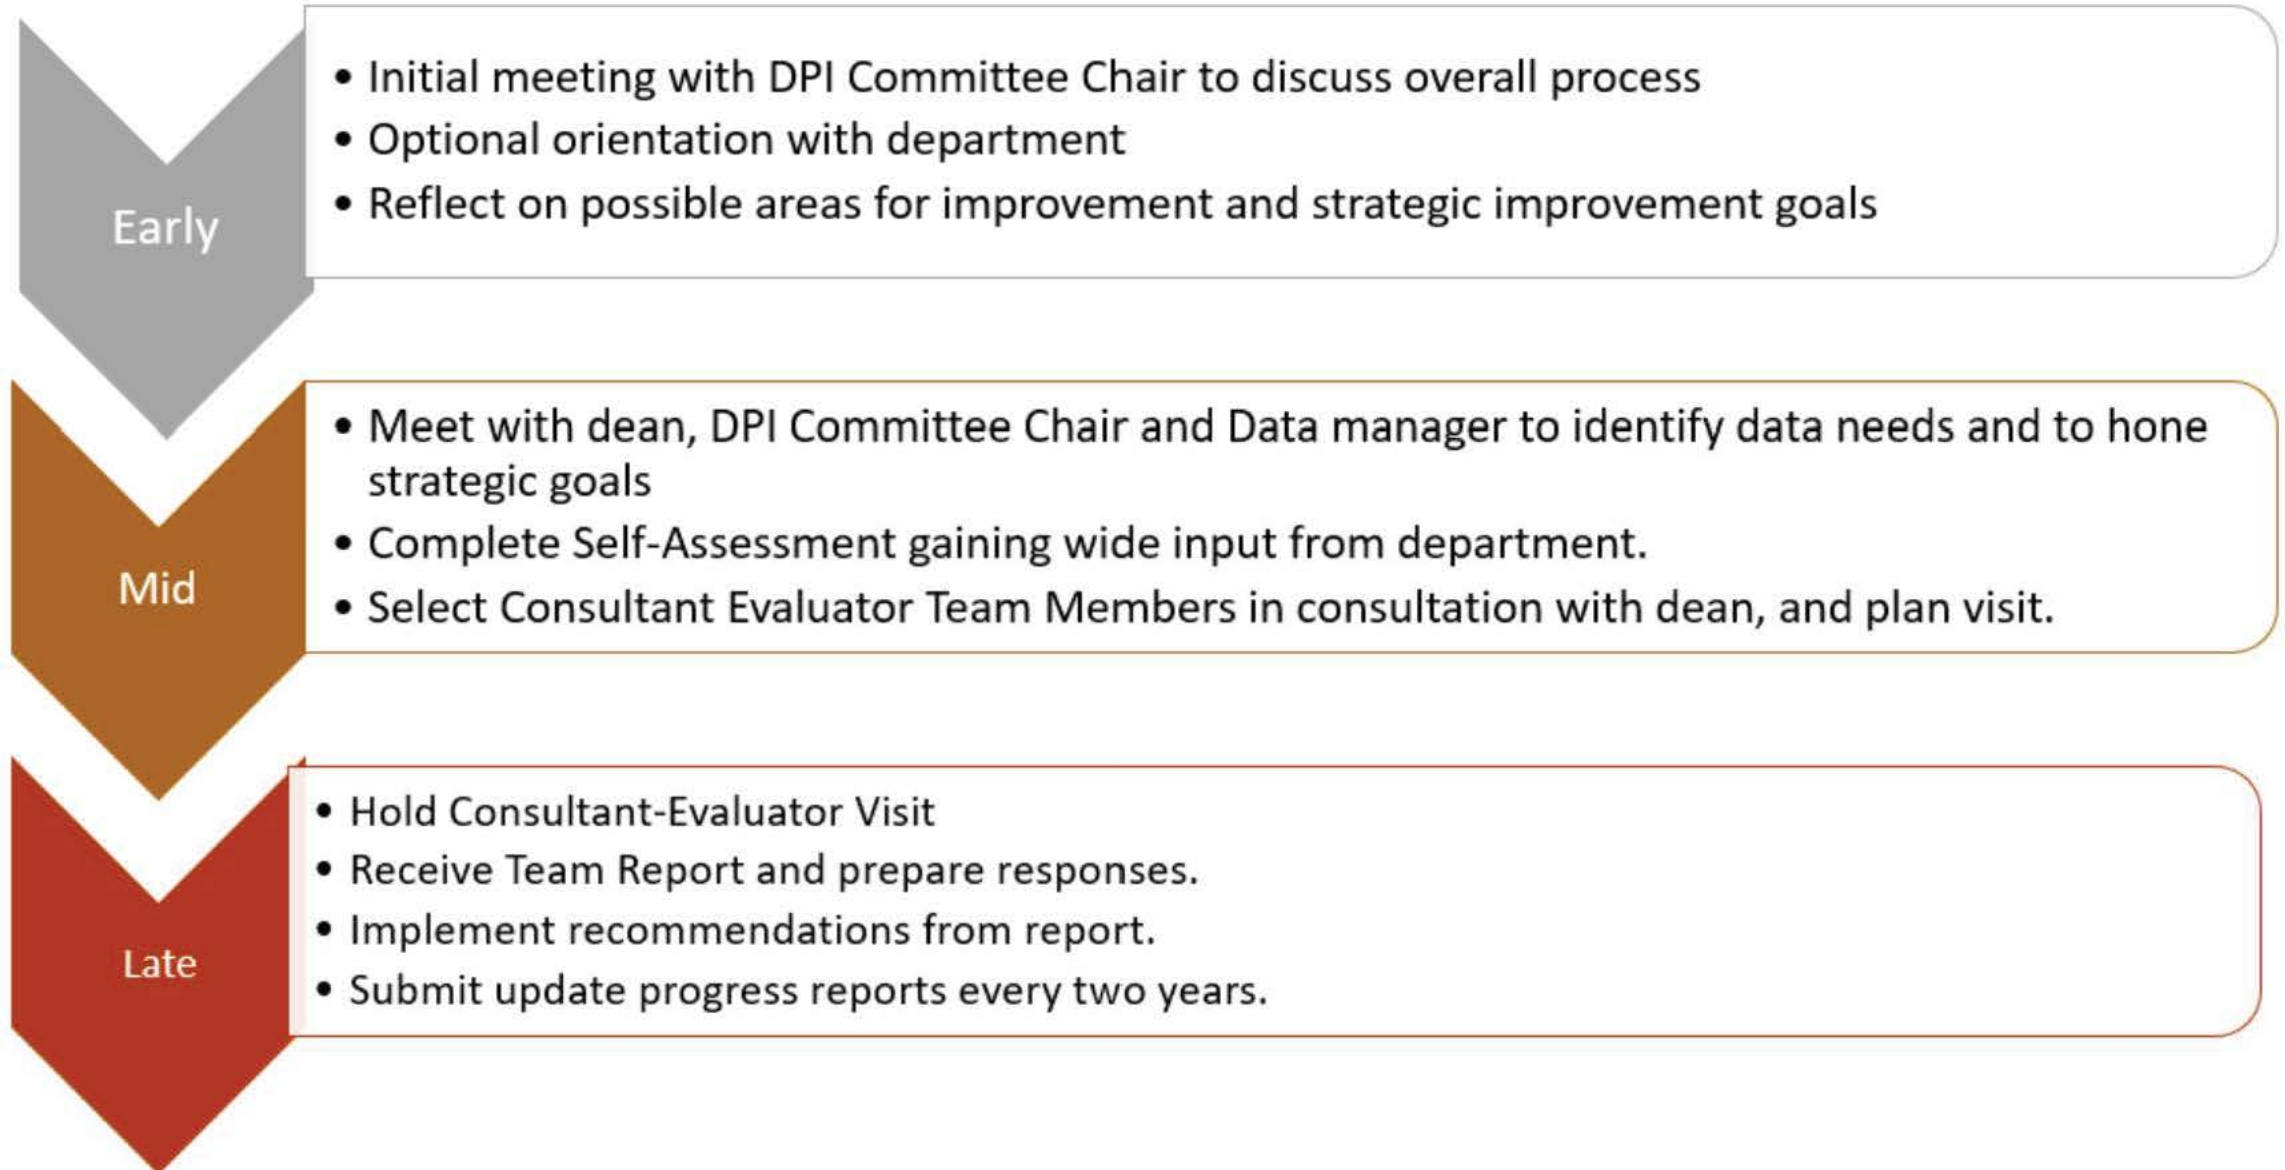 Early
• Initial meeting with DPI Committee Chair to discuss overall process
• Optional orientation with department
• Reflect on possible areas for improvement and strategic improvement goals
Mid
• Meet with dean, DPI Committee Chair and Data manager to identify data needs and to hone
strategic goals
• Complete Self-Assessment gaining wide input from department.
• Select Consultant Evaluator Team Members in consultation with dean, and plan visit.
Late
• Hold Consultant-Evaluator Visit
• Receive Team Report and prepare responses.
• Implement recommendations from report.
• Submit update progress reports every two years.